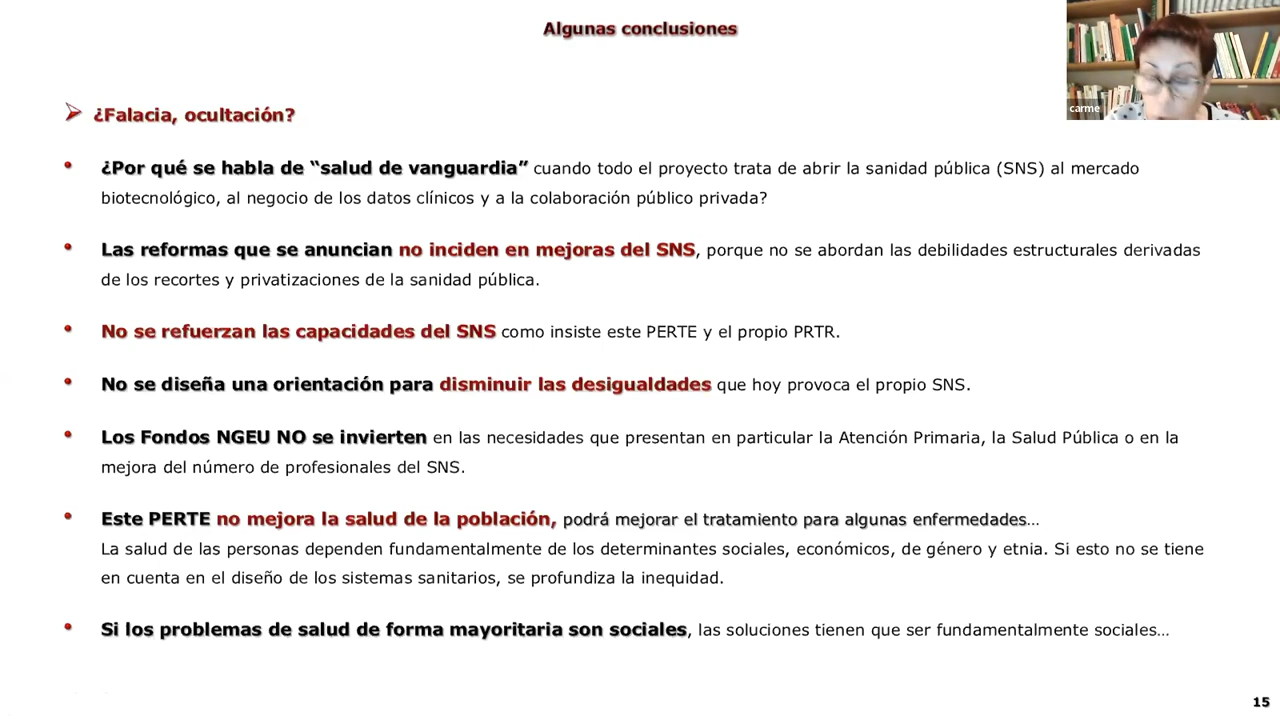 Algunas conclusiones
carme
¿Falacia, ocultación?
¿Por qué se habla de “salud de vanguardia” cuando todo el proyecto trata de abrir la sanidad pública (SNS) al mercado
biotecnológico, al negocio de los datos clínicos y a la colaboración público privada?
Las reformas que se anuncian no inciden en mejoras del SNS, porque no se abordan las debilidades estructurales derivadas
de los recortes y privatizaciones de la sanidad pública.
No se refuerzan las capacidades del SNS como insiste este PERTE y el propio PRTR.
No se diseña una orientación para disminuir las desigualdades que hoy provoca el propio SNS.
Los Fondos NGEU NO se invierten en las necesidades que presentan en particular la Atención Primaria, la Salud Pública o en la
mejora del número de profesionales del SNS.
Este PERTE no mejora la salud de la población, podrá mejorar el tratamiento para algunas enfermedades…
La salud de las personas dependen fundamentalmente de los determinantes sociales, económicos, de género y etnia. Si esto no se tiene
en cuenta en el diseño de los sistemas sanitarios, se profundiza la inequidad.
Si los problemas de salud de forma mayoritaria son sociales, las soluciones tienen que ser fundamentalmente sociales…
15